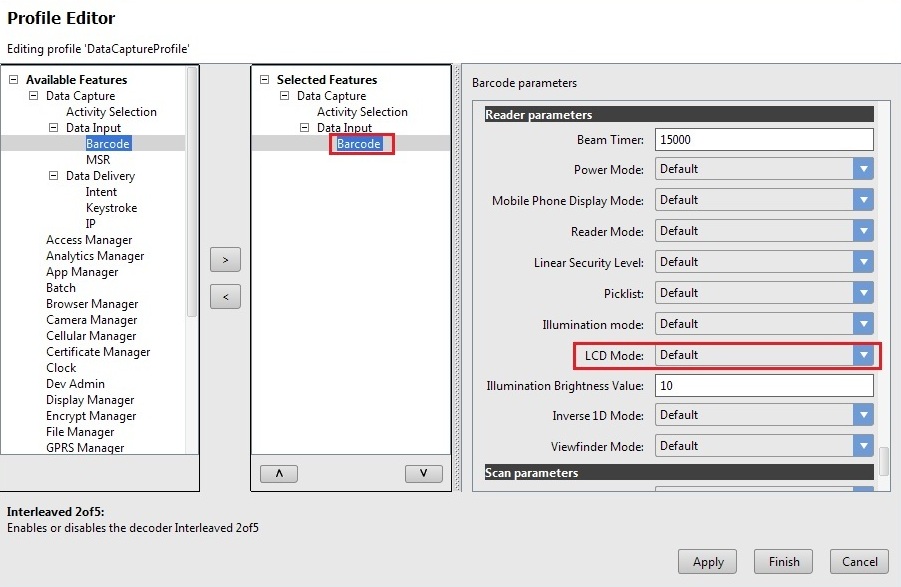 Profile Editor
Editing profile 'DataCaptureProfile'
Available Features
Data Capture
Activity Selection
Data Input
Barcode
MSR
Data Delivery
Intent
Keystroke
IP
Access Manager
Analytics Manager
App Manager
Batch
Browser Manager
Camera Manager
Cellular Manager
Certificate Manager
Clock
Dev Admin
Display Manager
Encrypt Manager
File Manager
GPRS Manager
>
<
Selected Features
Data Capture
Activity Selection
Data Input
Barcode
Barcode parameters
Reader parameters
Beam Timer: 15000
Power Mode: Default
Mobile Phone Display Mode: Default
Reader Mode: Default
Linear Security Level: Default
Picklist: Default
Illumination mode: Default
LCD Mode: Default
Illumination Brightness Value: 10
Inverse 1D Mode: Default
Viewfinder Mode: Default
Scan parameters
Interleaved 2of5:
Enables or disables the decoder Interleaved 2of5
Apply Finish Cancel